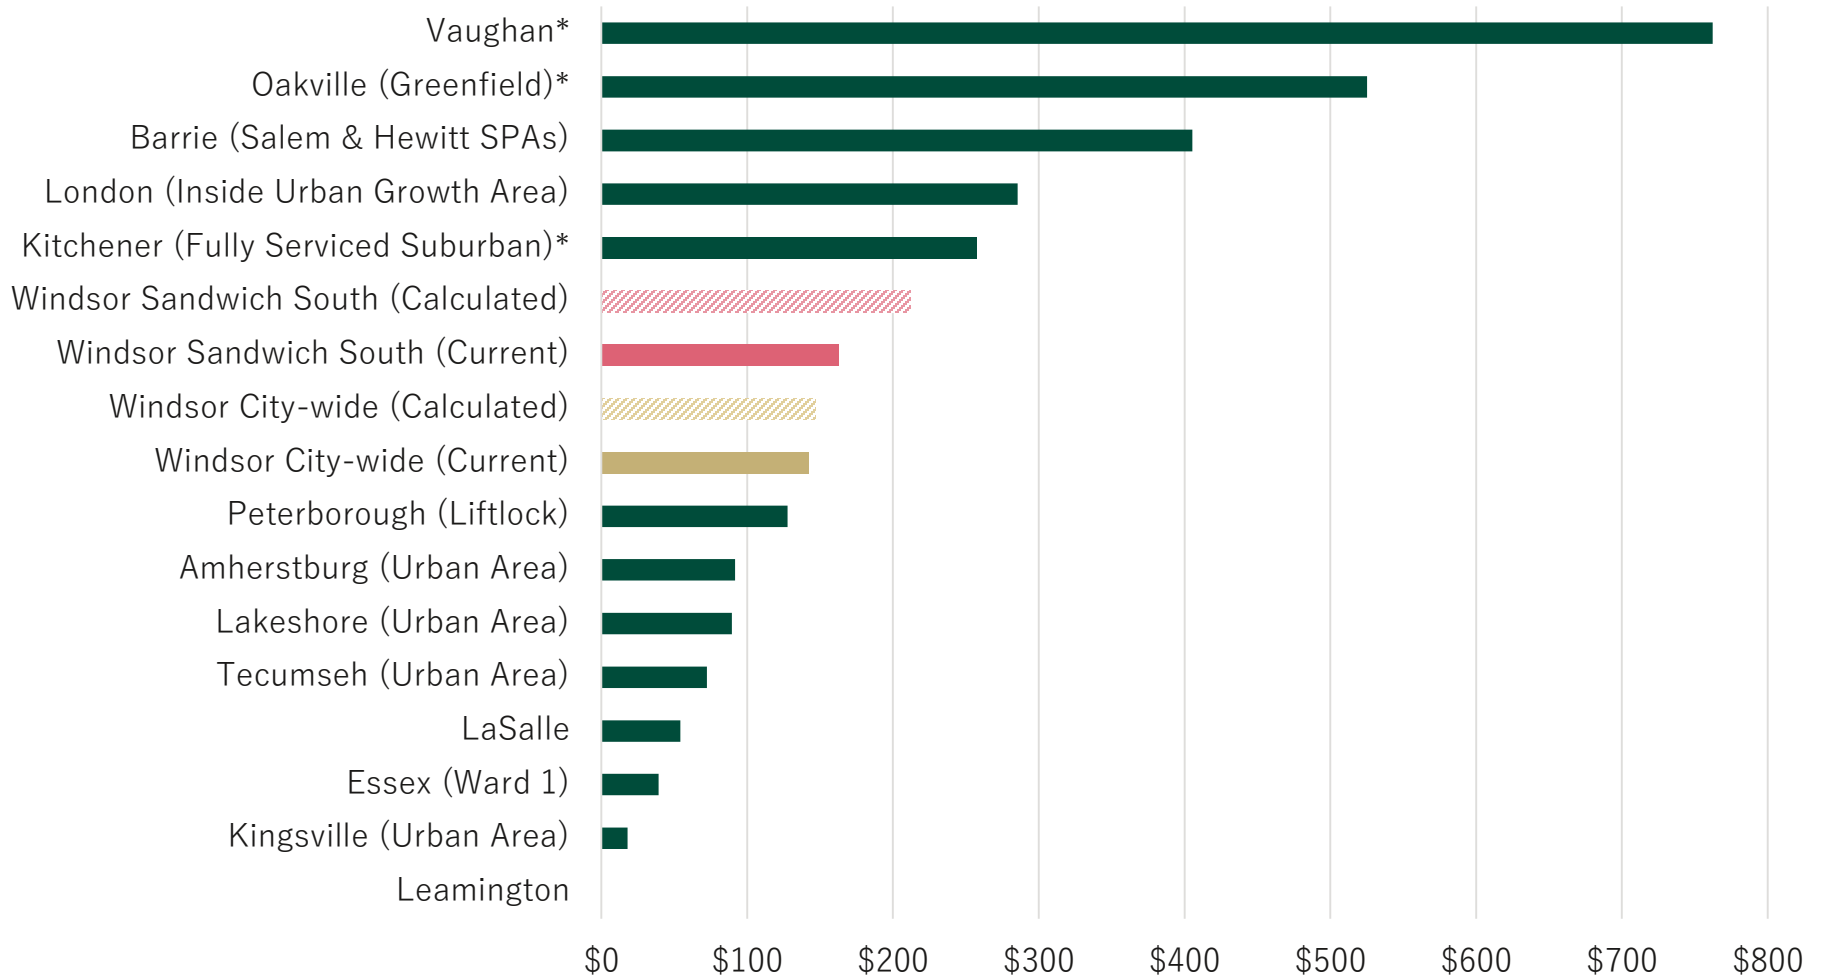 Vaughan*
Oakville (Greenfield)*
Barrie (Salem & Hewitt SPAs)
London (Inside Urban Growth Area)
Kitchener (Fully Serviced Suburban)*
Windsor Sandwich South (Calculated)
Windsor Sandwich South (Current)
Windsor City-wide (Calculated)
Windsor City-wide (Current)
Peterborough (Liftlock)
Amherstburg (Urban Area)
Lakeshore (Urban Area)
Tecumseh (Urban Area)
LaSalle
Essex (Ward 1)
Kingsville (Urban Area)
Leamington
$0 $100 $200 $300 $400 $500 $600 $700 $800